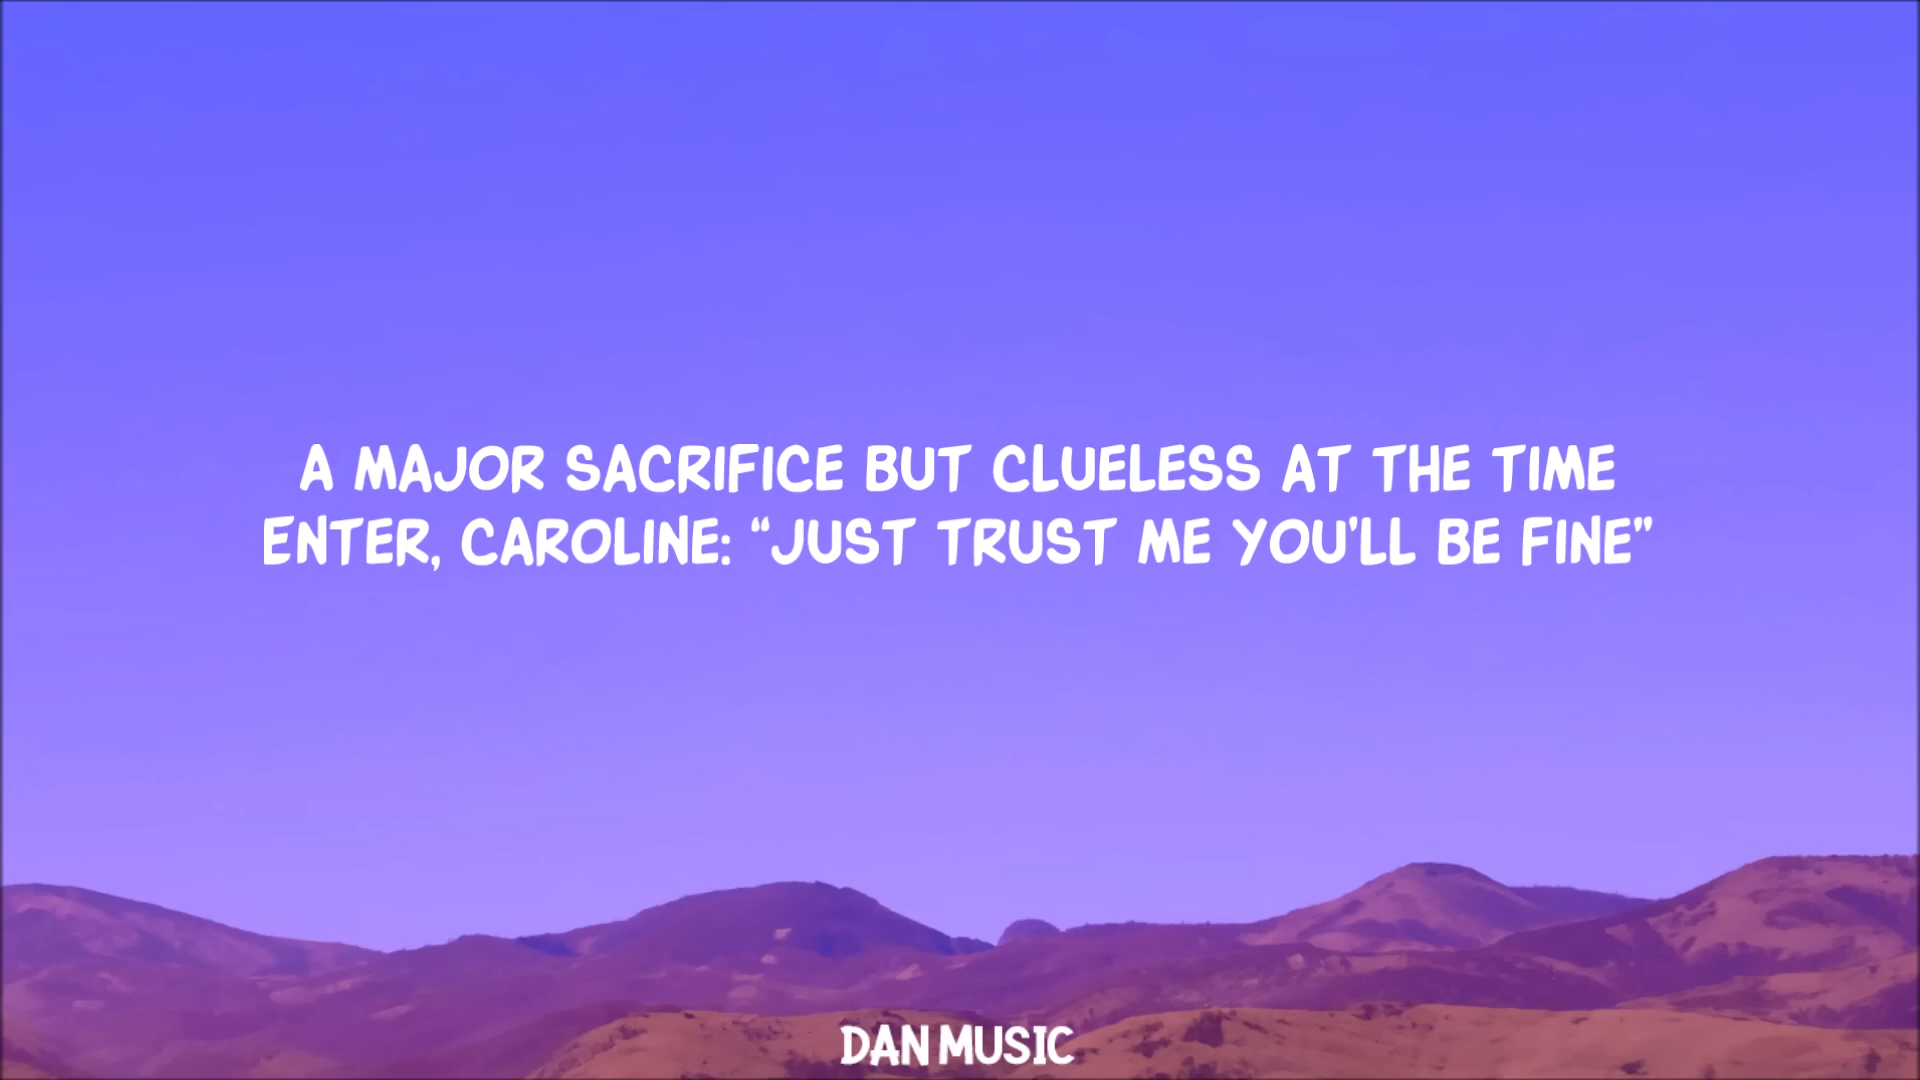 A MAJOR SACRIFICE BUT CLUELESS AT THE TIME
ENTER, CAROLINE: “JUST TRUST ME YOU'LL BE FINE”
DAN MUSIC